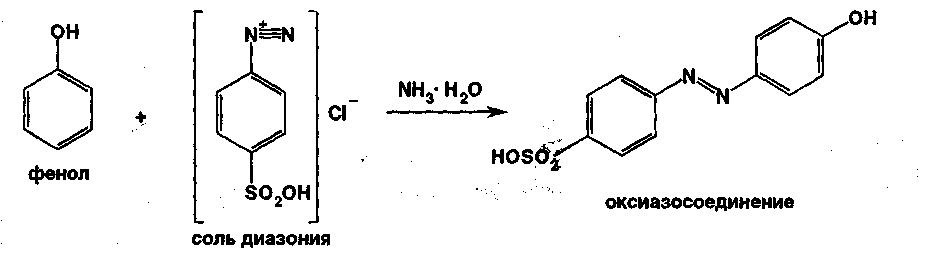 OH
фенол
+
N⁺≡N
SO₂OH
Cl⁻
соль диазония
NH₃· H₂O
OH
N=N
HOSO₂
оксиазосоединение